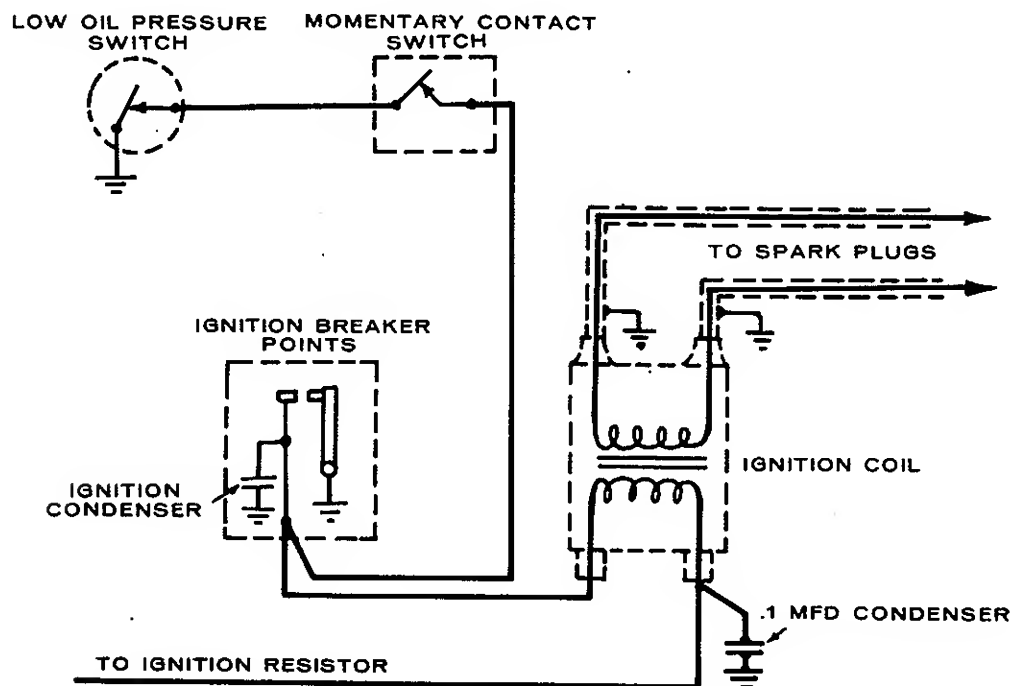 LOW OIL PRESSURE
SWITCH
MOMENTARY CONTACT
SWITCH
TO SPARK PLUGS
IGNITION BREAKER
POINTS
IGNITION COIL
IGNITION
CONDENSER
.1 MFD CONDENSER
TO IGNITION RESISTOR